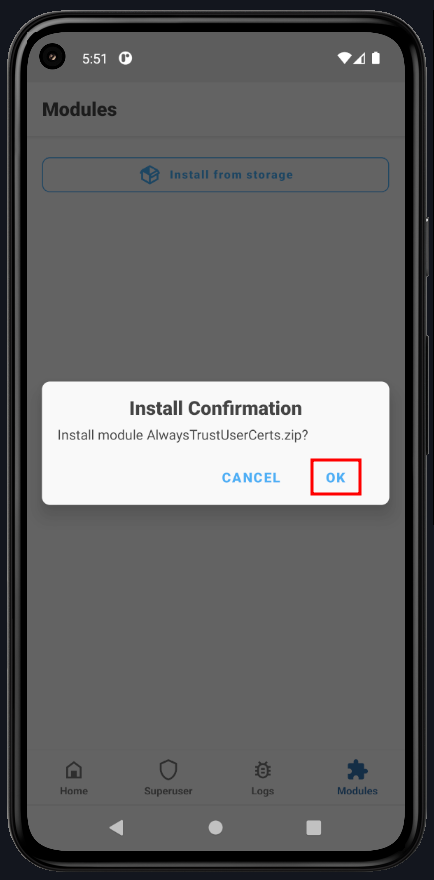 5:51
Modules
Install from storage
Install Confirmation
Install module AlwaysTrustUserCerts.zip?
CANCEL OK
Home Superuser Logs Modules